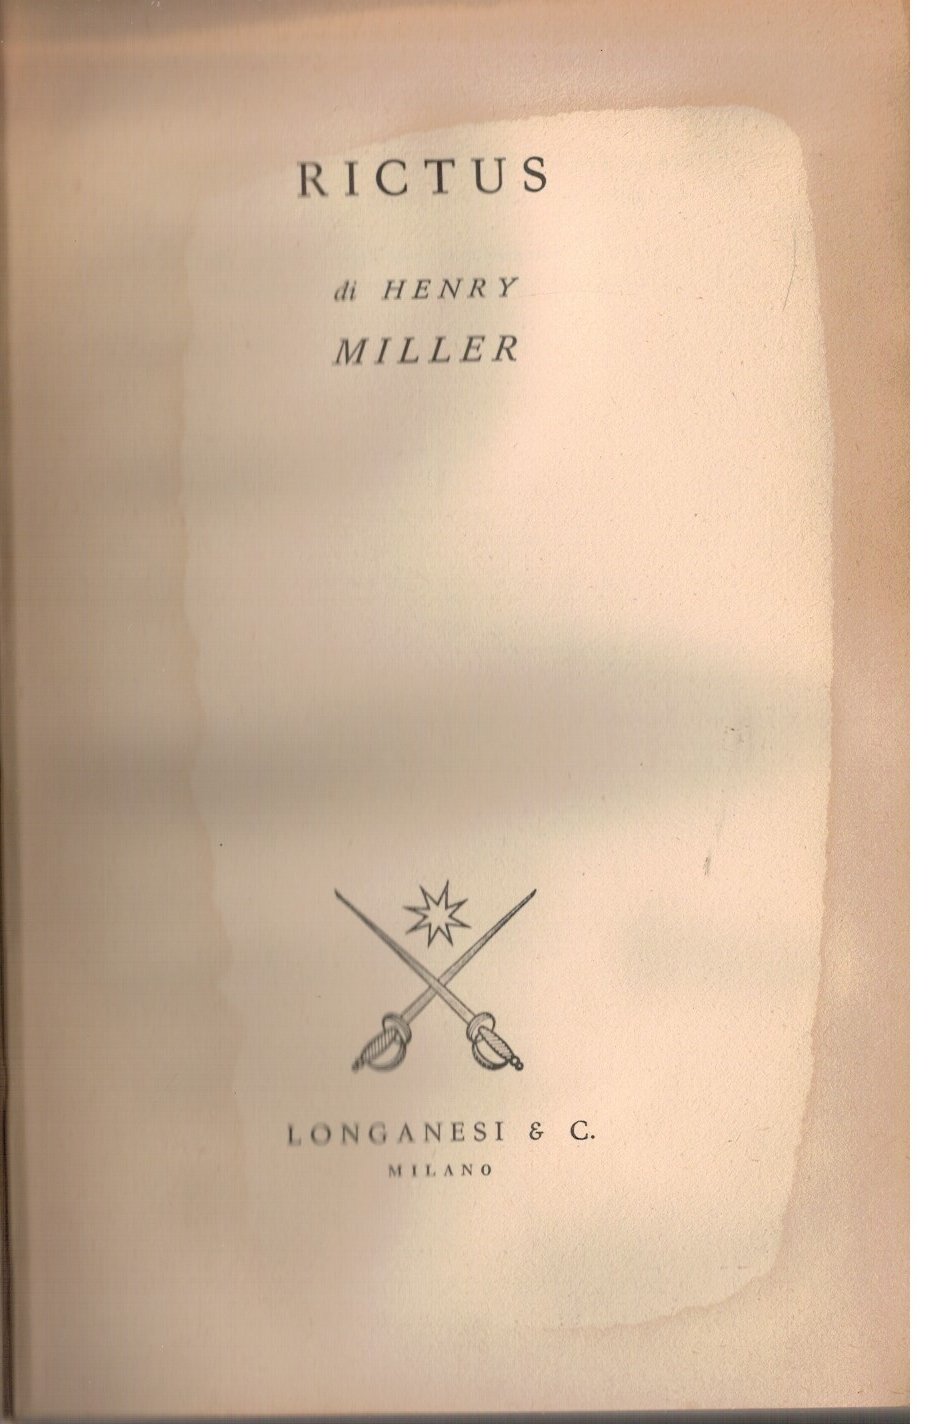 RICTUS
di HENRY
MILLER
LONGANESI & C.
MILANO